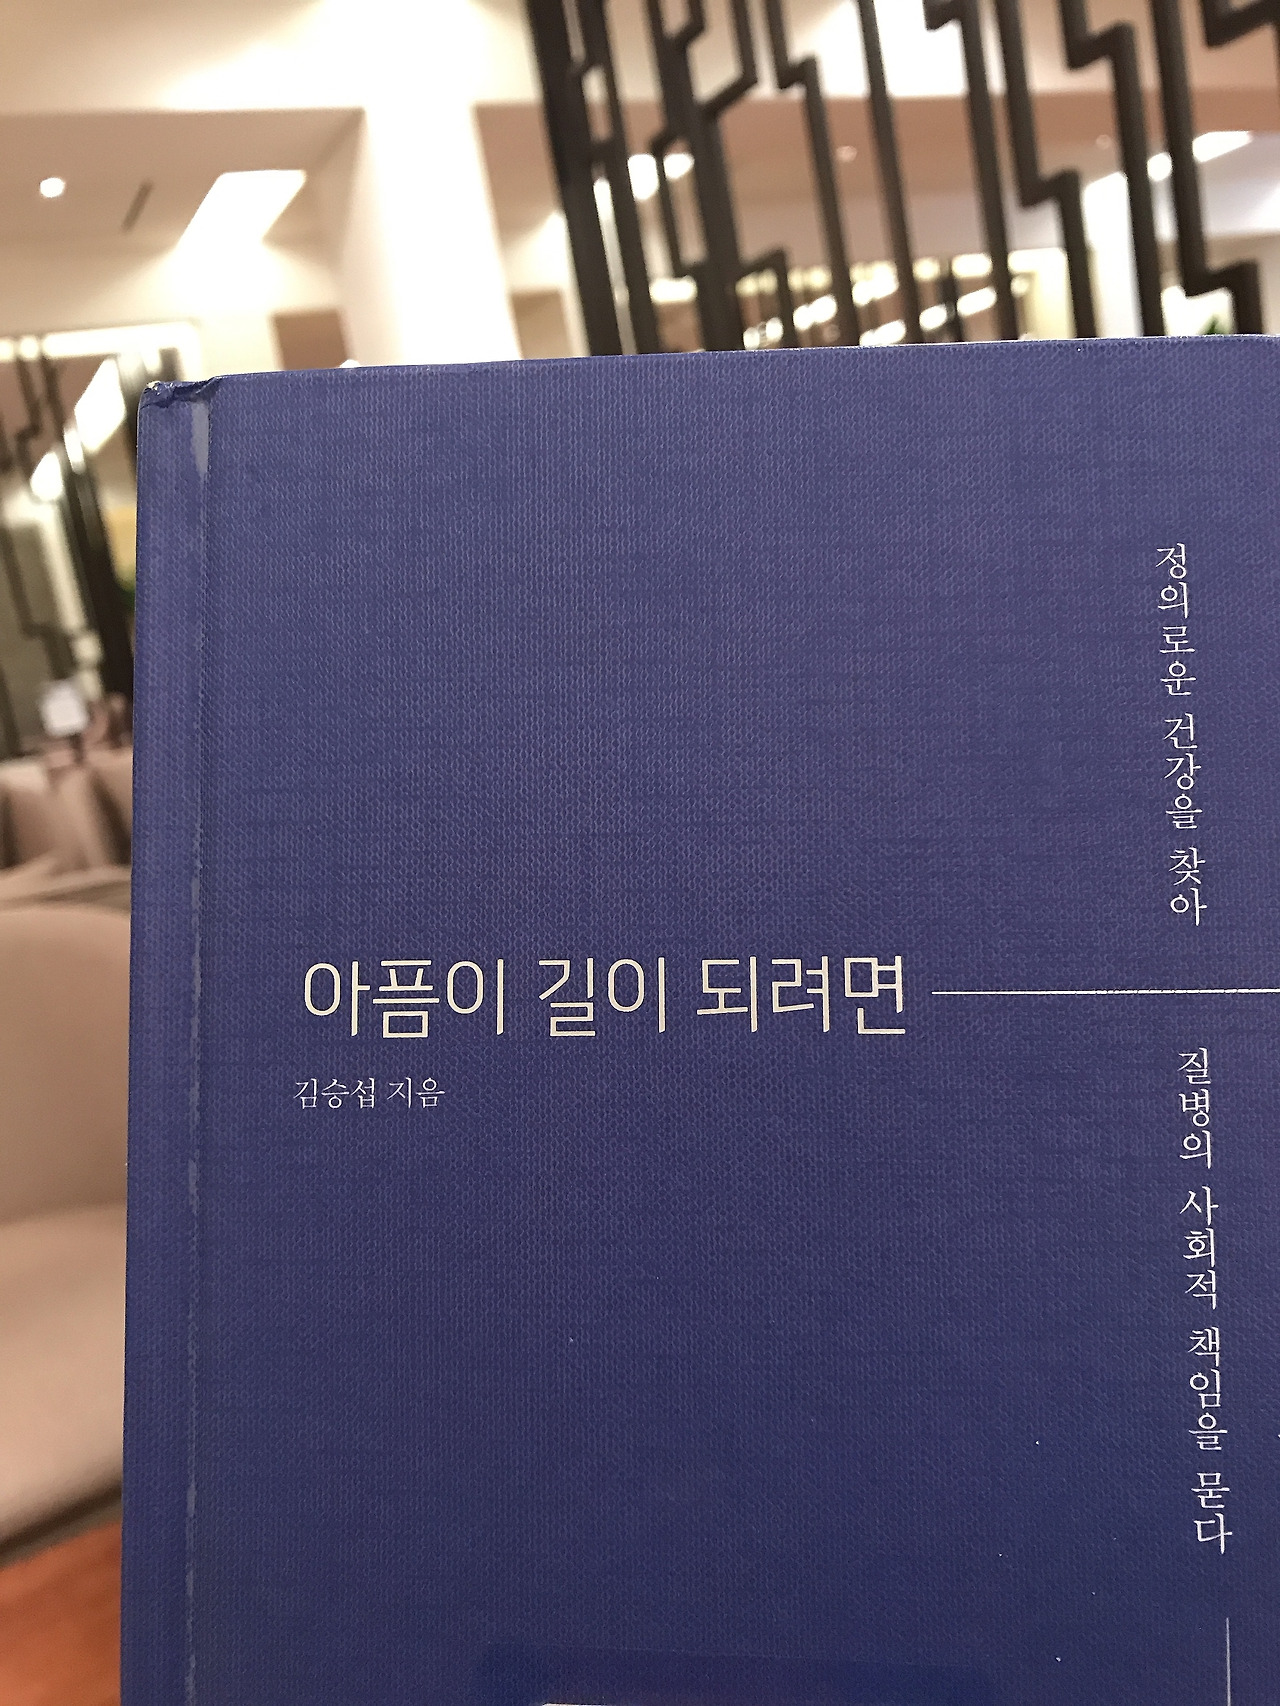 정의로운 건강을 찾아
아픔이 길이 되려면
김승섭 지음
질병의 사회적 책임을 묻다